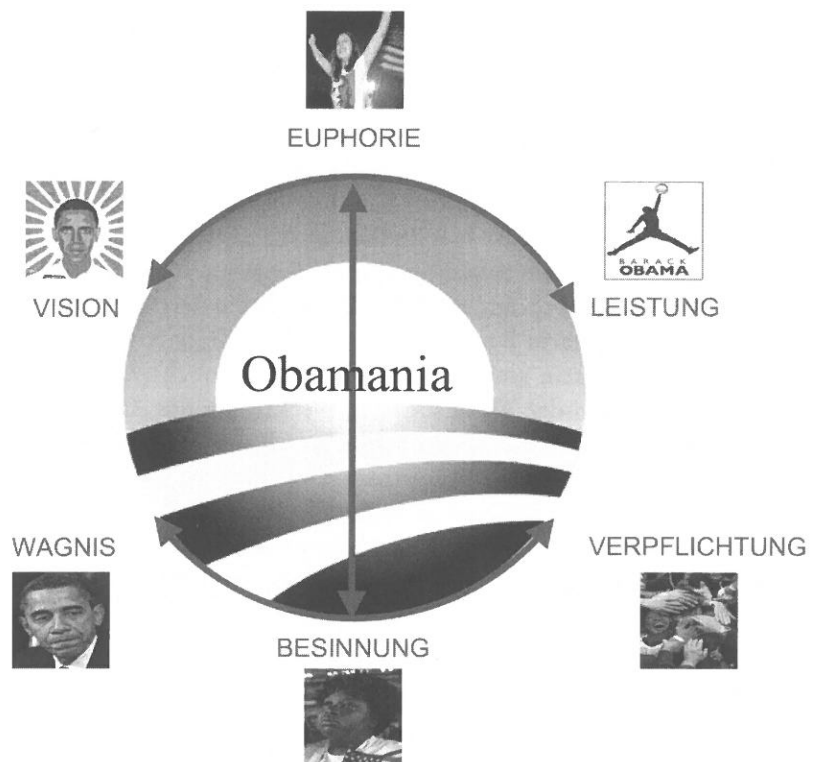 EUPHORIE
BARACK
OBAMA
VISION
LEISTUNG
Obamania
WAGNIS
VERPFLICHTUNG
BESINNUNG